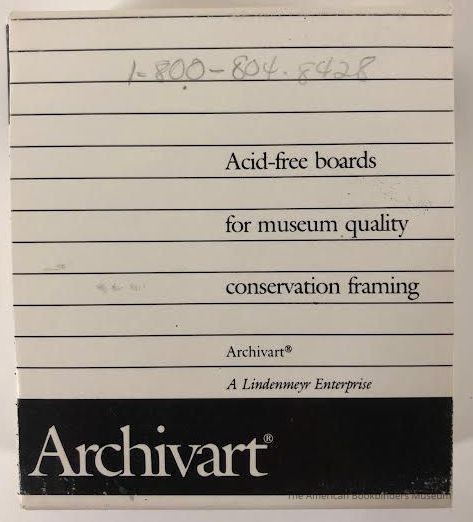 1-800-804-8428
Acid-free boards
for museum quality
conservation framing
Archivart®
A Lindenmeyr Enterprise
Archivart®
The American Bookbinders Museum